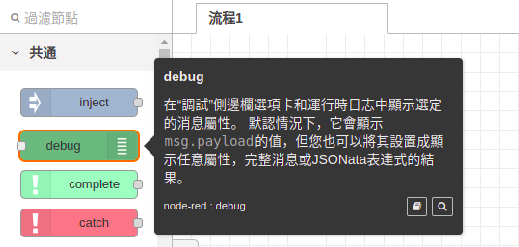 過濾節點
流程1
共通
inject
debug
complete
catch
debug
在“調試”側邊欄選項卡和運行時日志中顯示選定
的消息屬性。 默認情況下，它會顯示
msg.payload的值，但您也可以將其設置成顯
示任意屬性，完整消息或JSONata表達式的結
果。
node-red : debug